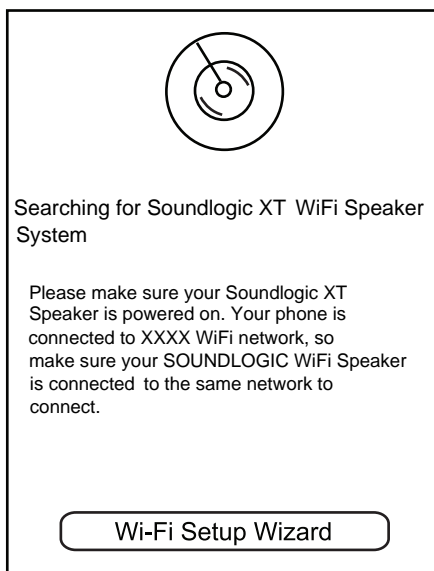 Searching for Soundlogic XT WiFi Speaker
System
Please make sure your Soundlogic XT
Speaker is powered on. Your phone is
connected to XXXX WiFi network, so
make sure your SOUNDLOGIC WiFi Speaker
is connected to the same network to
connect.
Wi-Fi Setup Wizard